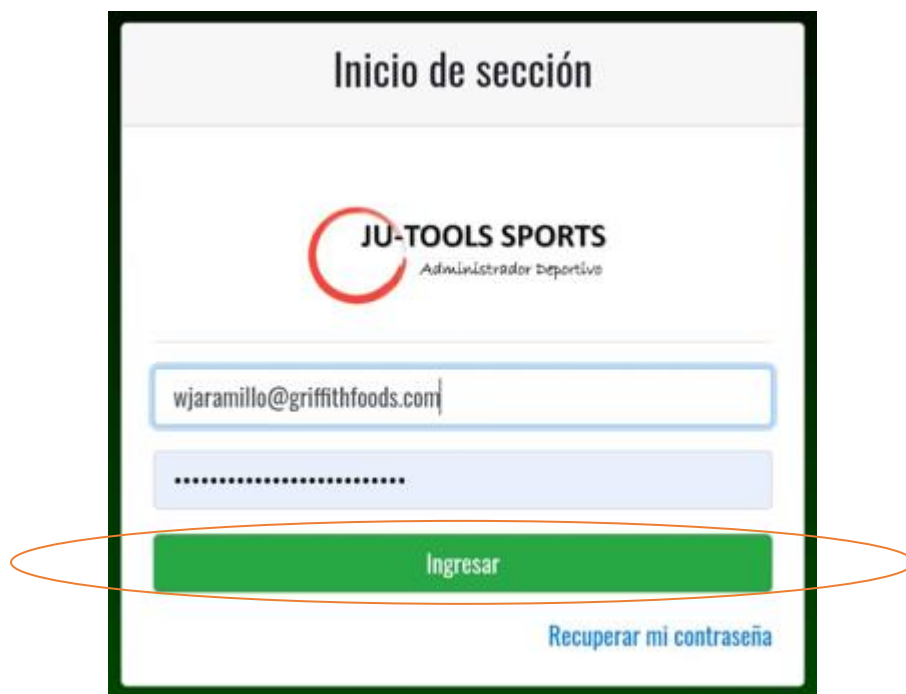 Inicio de sección
JU-TOOLS SPORTS
Administrador Deportivo
wjaramillo@griffithfoods.com
••••••••••••••••••••••••••
Ingresar
Recuperar mi contraseña